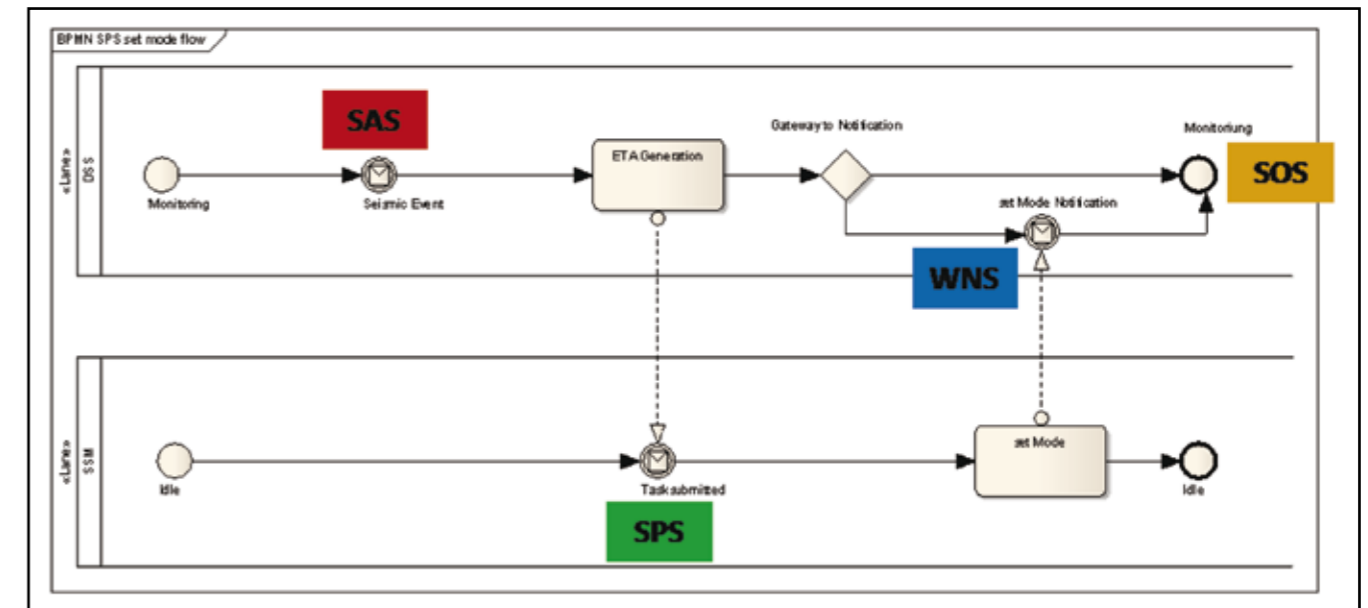 BPMN SPS set mode flow
«Lane»
DSS
SAS
Gateway to Notification
Monitoriung
ETA Generation
SOS
Monitoring
Seismic Event
set Mode Notification
WNS
«Lane»
SSM
set Mode
Idle
Task submitted
Idle
SPS